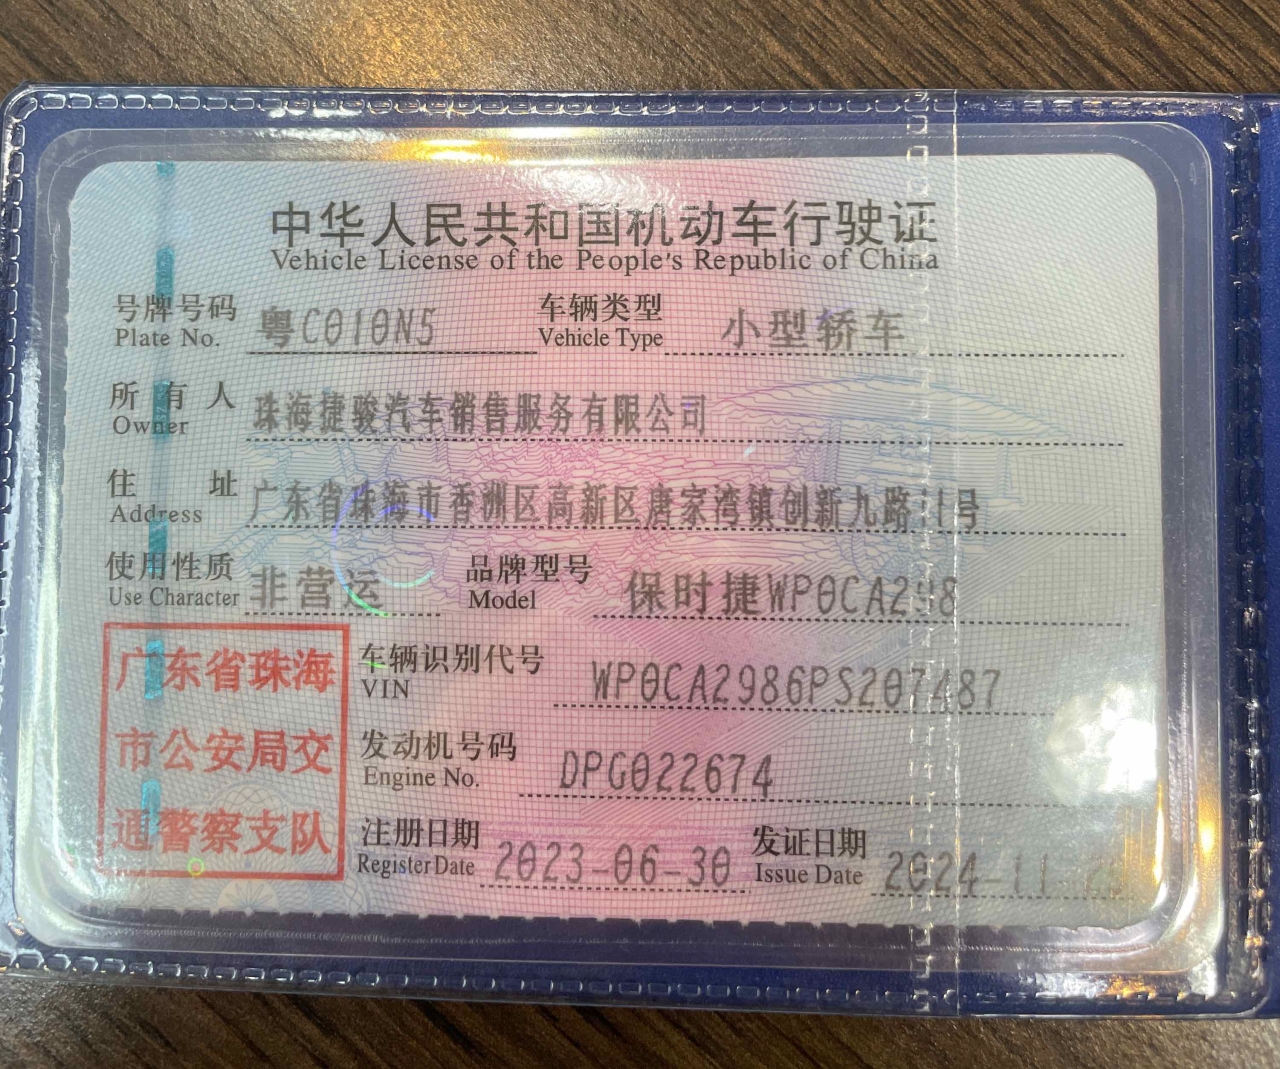 中华人民共和国机动车行驶证
Vehicle License of the People's Republic of China
号牌号码 粤C010N5 车辆类型 小型轿车
Plate No. Vehicle Type
所有人 珠海捷骏汽车销售服务有限公司
Owner
住址 广东省珠海市香洲区高新区唐家湾镇创新九路 号
Address
使用性质 非营运 品牌型号 保时捷WP0CA298
Use Character Model
广东省珠海
市公安局交
通警察支队
车辆识别代号 WP0CA2986PS207487
VIN
发动机号码 DPG022674
Engine No.
注册日期 2023-06-30 发证日期 2024-11-
Register Date Issue Date